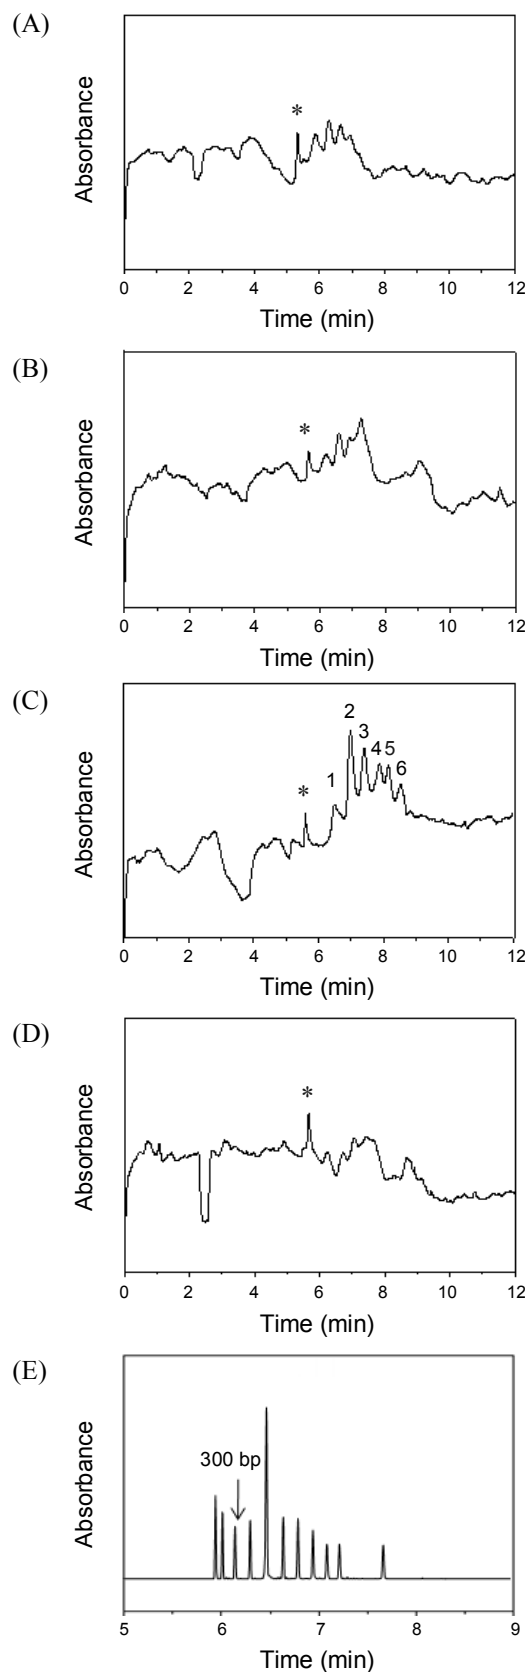 (A)
Absorbance
*
0 2 4 6 8 10 12
Time (min)
(B)
Absorbance
*
0 2 4 6 8 10 12
Time (min)
(C)
Absorbance
*
1
2
3
4 5
6
0 2 4 6 8 10 12
Time (min)
(D)
Absorbance
*
0 2 4 6 8 10 12
Time (min)
(E)
Absorbance
300 bp
5 6 7 8 9
Time (min)